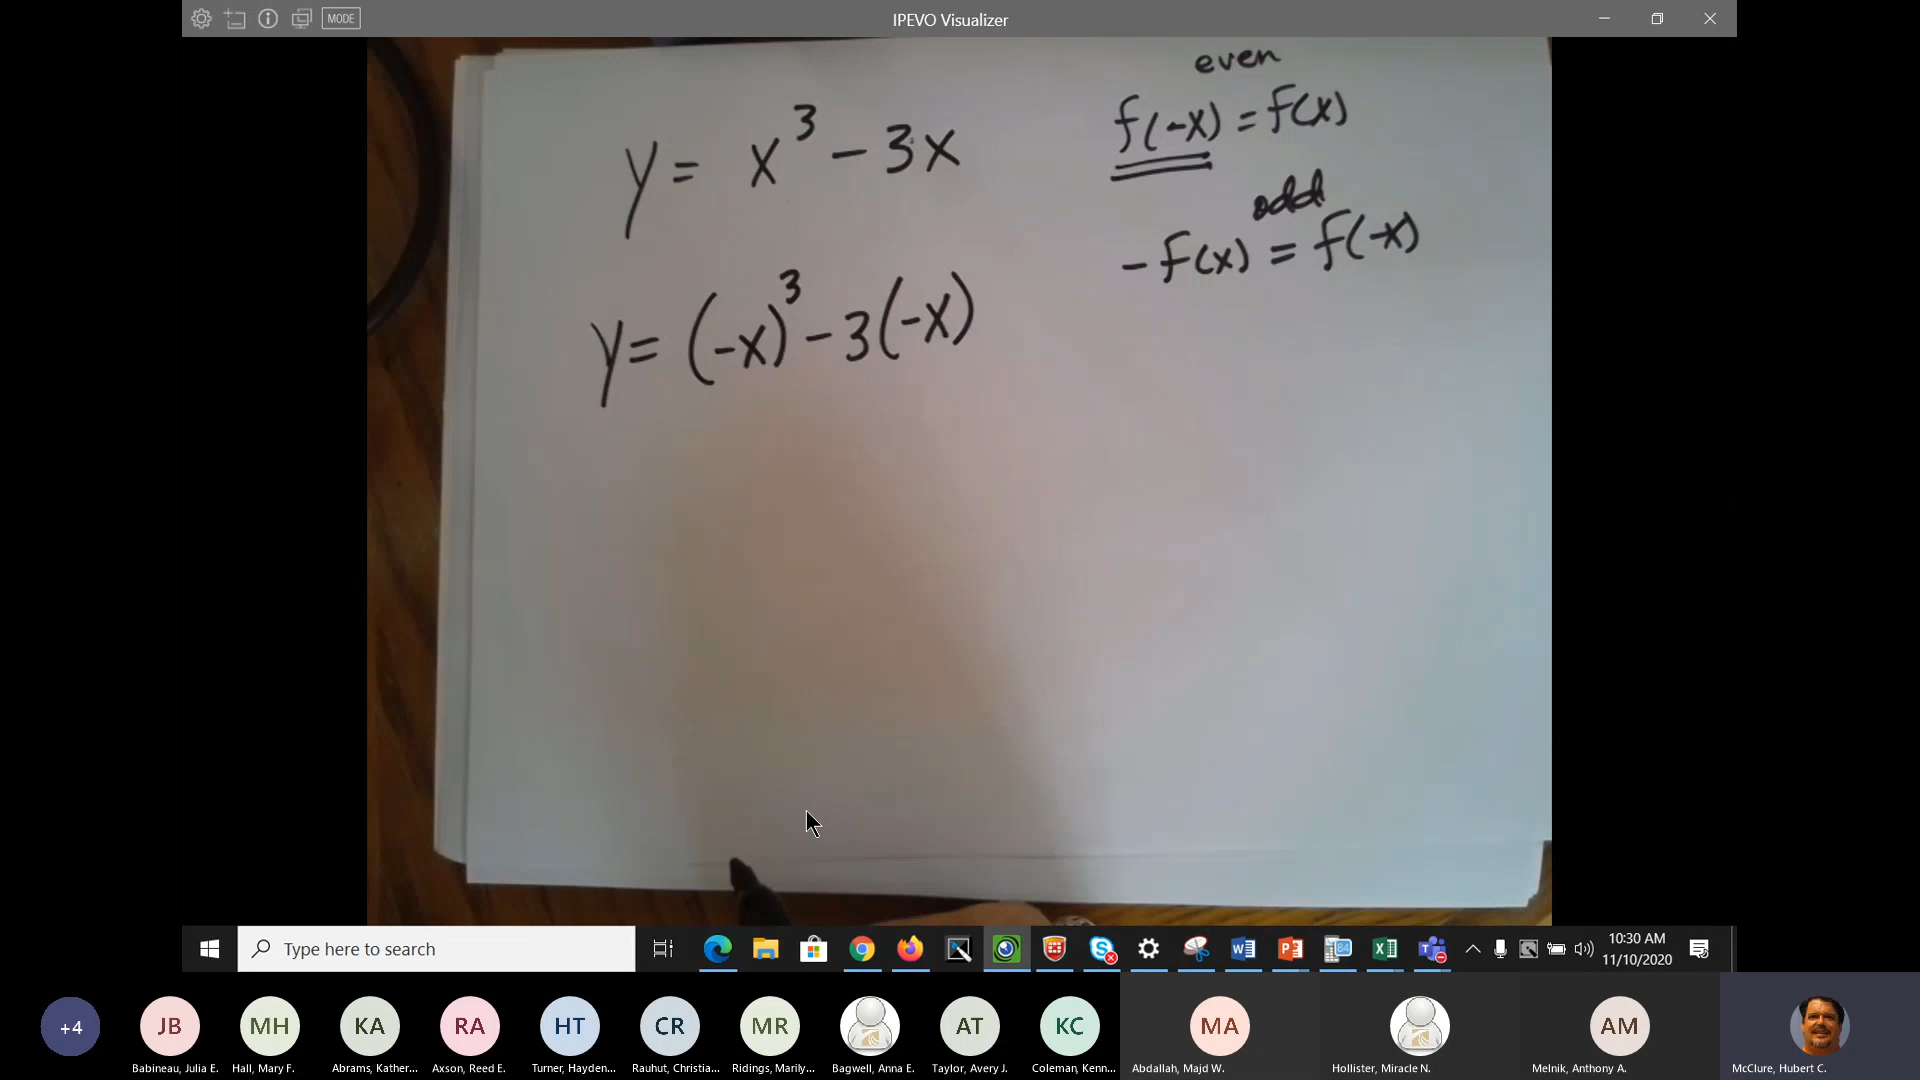 MODE
IPEVO Visualizer
even
y = x³ - 3x
f(-x) = f(x)
odd
-f(x) = f(-x)
y = (-x)³ - 3(-x)
Type here to search
10:30 AM
11/10/2020
+4
JB
MH
KA
RA
HT
CR
MR
AT
KC
MA
AM
Babineau, Julia E.
Hall, Mary F.
Abrams, Kather...
Axson, Reed E.
Turner, Hayden...
Rauhut, Christia...
Ridings, Marily...
Bagwell, Anna E.
Taylor, Avery J.
Coleman, Kenn...
Abdallah, Majd W.
Hollister, Miracle N.
Melnik, Anthony A.
McClure, Hubert C.